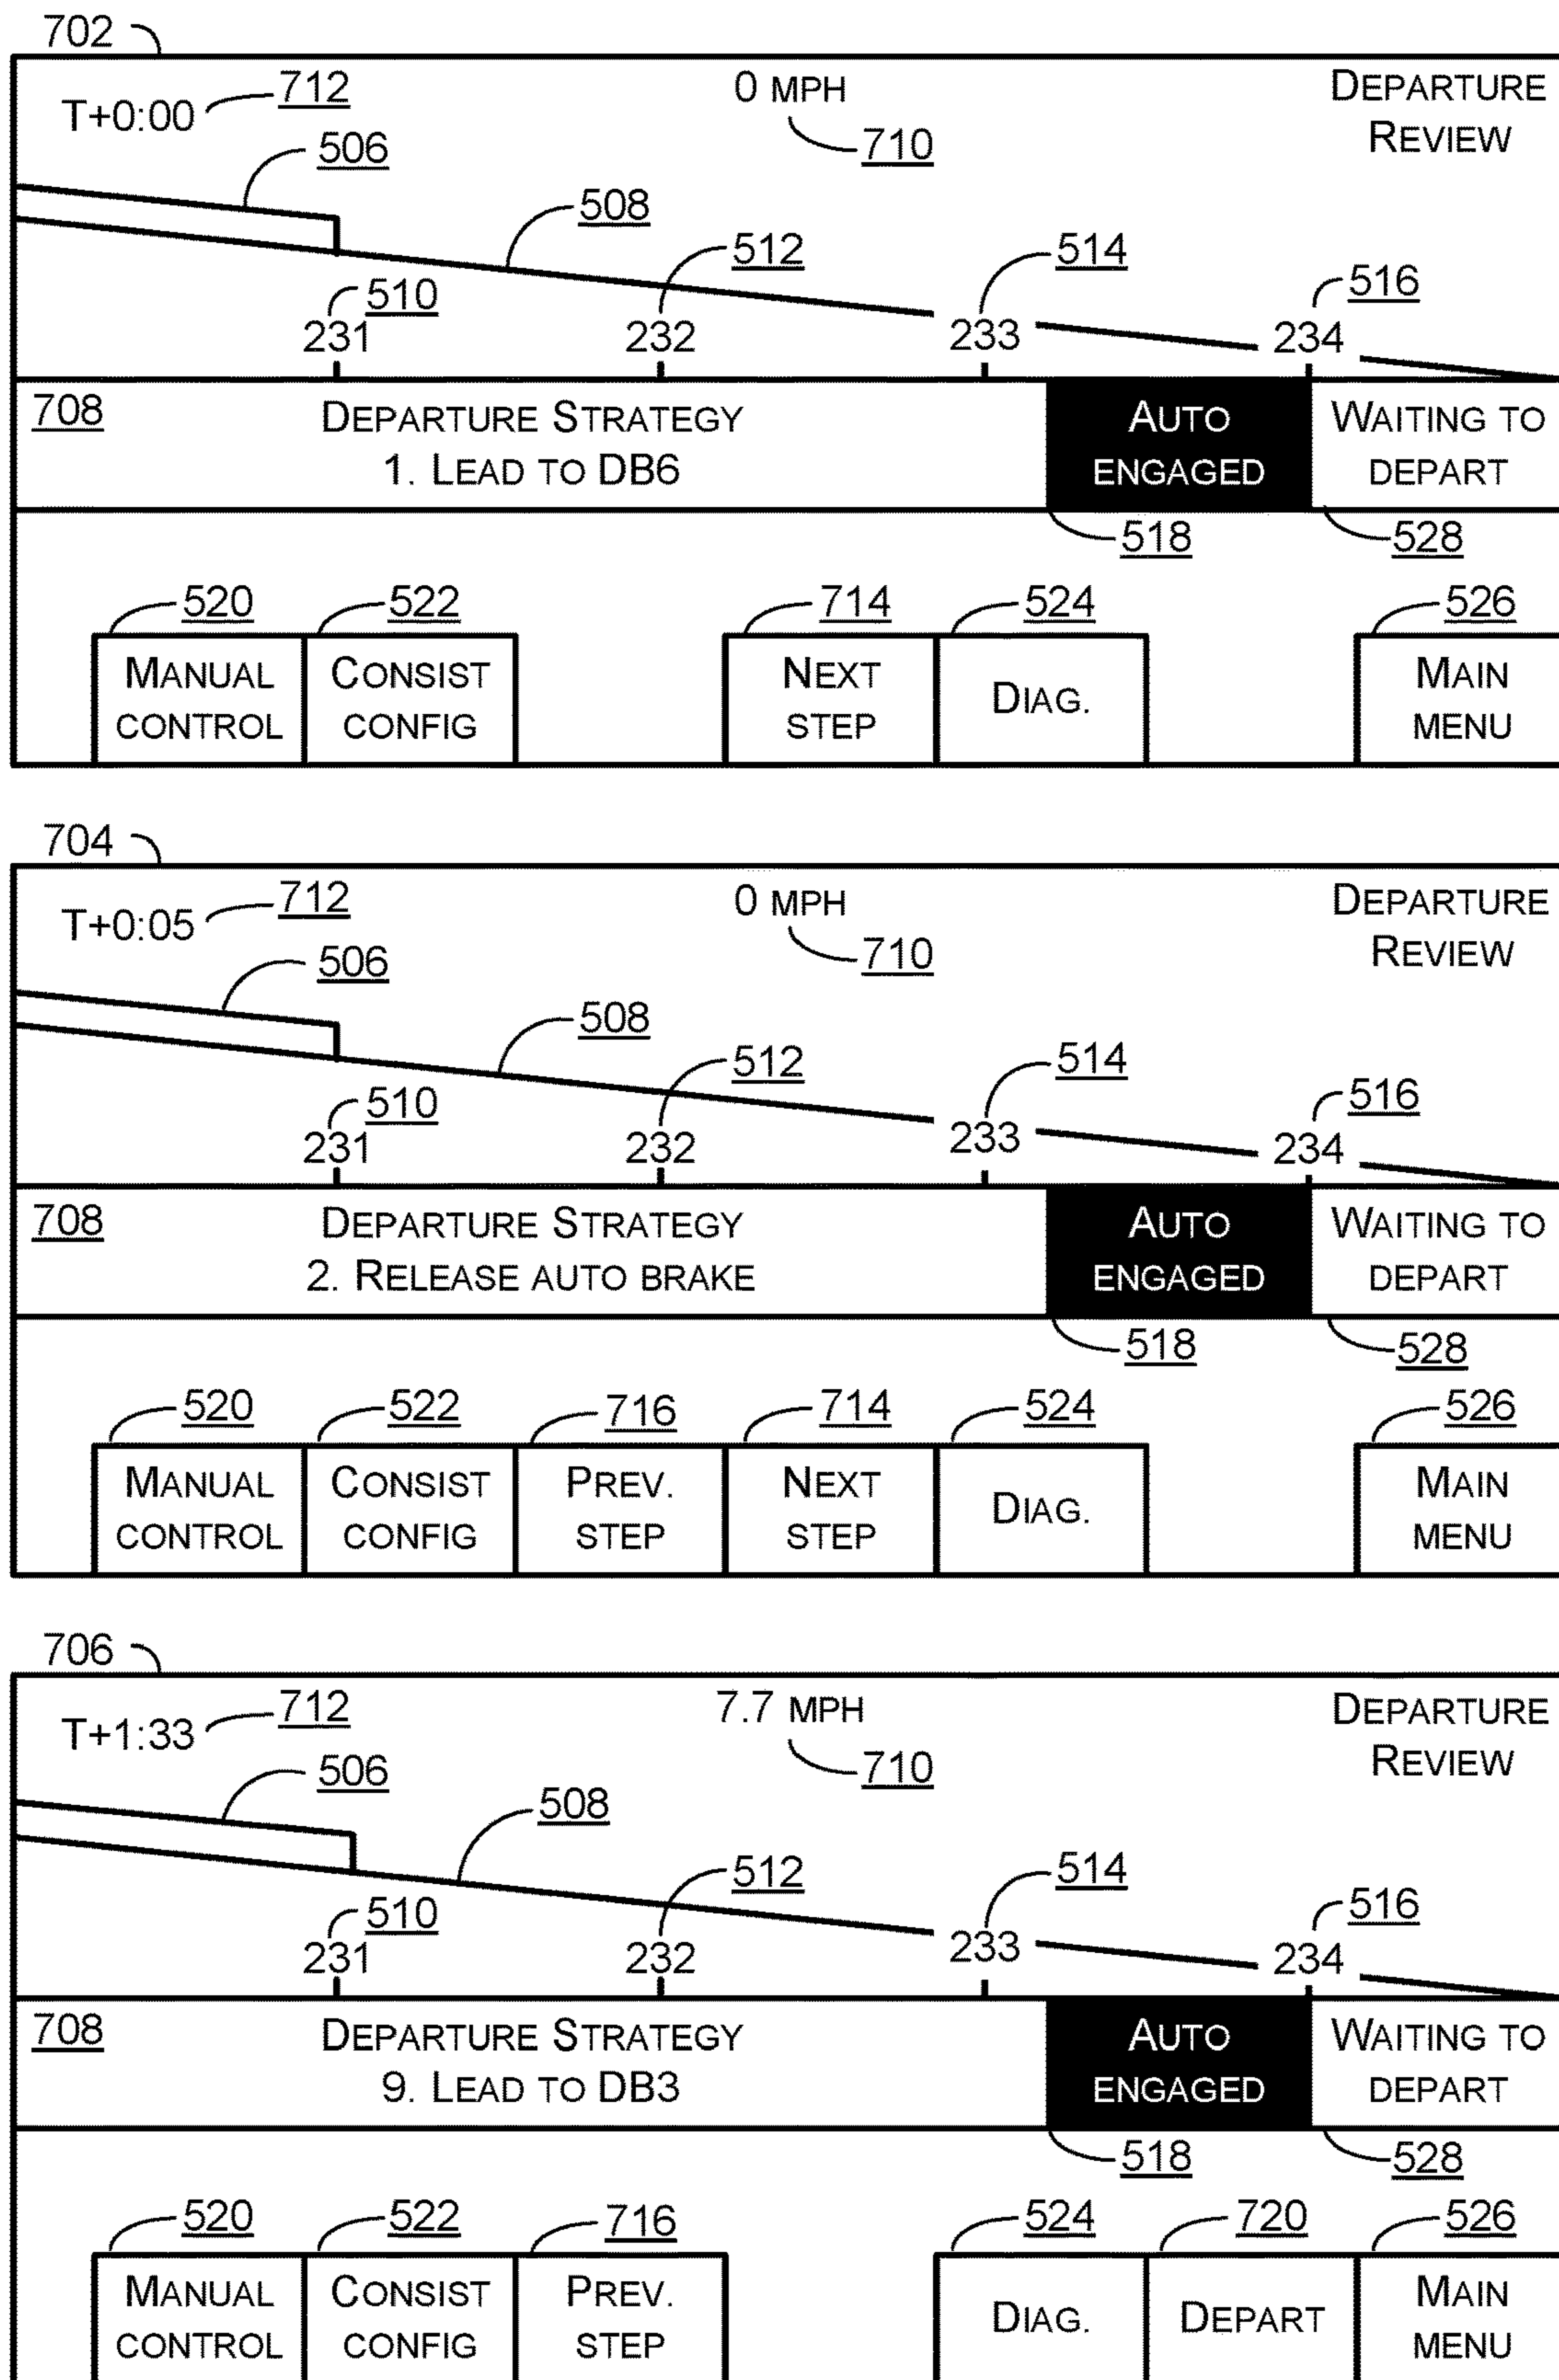 702
T+0:00 712 0 MPH DEPARTURE
710 REVIEW
506
508
512 514 516
510
231 232 233 234
708 DEPARTURE STRATEGY AUTO WAITING TO
1. LEAD TO DB6 ENGAGED DEPART
518 528
520 522 714 524 526
MANUAL CONSIST NEXT DIAG. MAIN
CONTROL CONFIG STEP MENU
704
T+0:05 712 0 MPH DEPARTURE
710 REVIEW
506
508
512 514 516
510
231 232 233 234
708 DEPARTURE STRATEGY AUTO WAITING TO
2. RELEASE AUTO BRAKE ENGAGED DEPART
518 528
520 522 716 714 524 526
MANUAL CONSIST PREV. NEXT DIAG. MAIN
CONTROL CONFIG STEP STEP MENU
706
T+1:33 712 7.7 MPH DEPARTURE
710 REVIEW
506
508
512 514 516
510
231 232 233 234
708 DEPARTURE STRATEGY AUTO WAITING TO
9. LEAD TO DB3 ENGAGED DEPART
518 528
520 522 716 524 720 526
MANUAL CONSIST PREV. DIAG. DEPART MAIN
CONTROL CONFIG STEP MENU